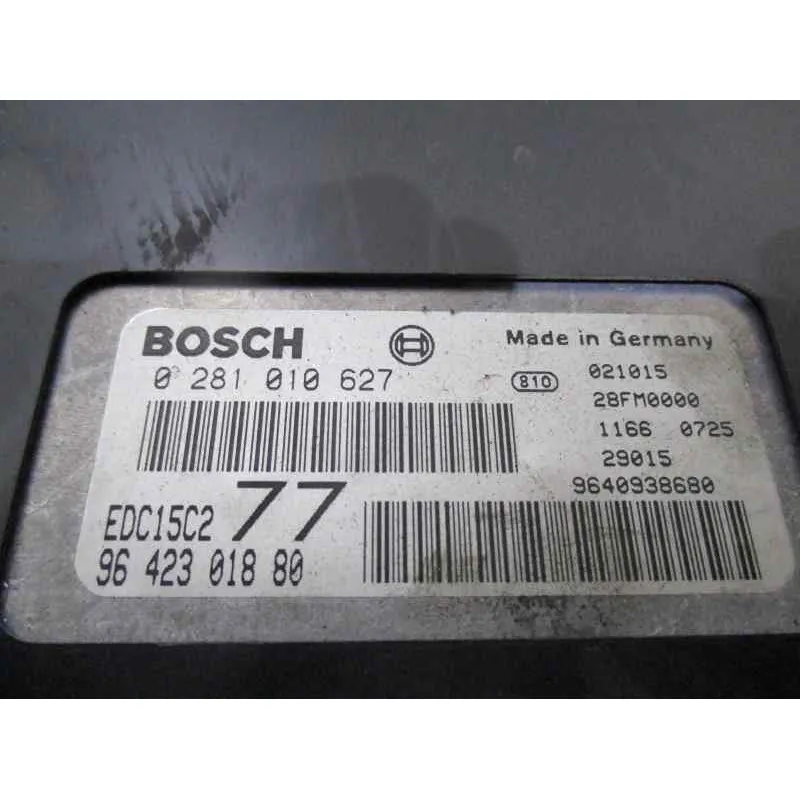 BOSCH
Made in Germany
0 281 010 627
810
021015
28FM0000
1166 0725
29015
9640938680
EDC15C2 77
96 423 018 80